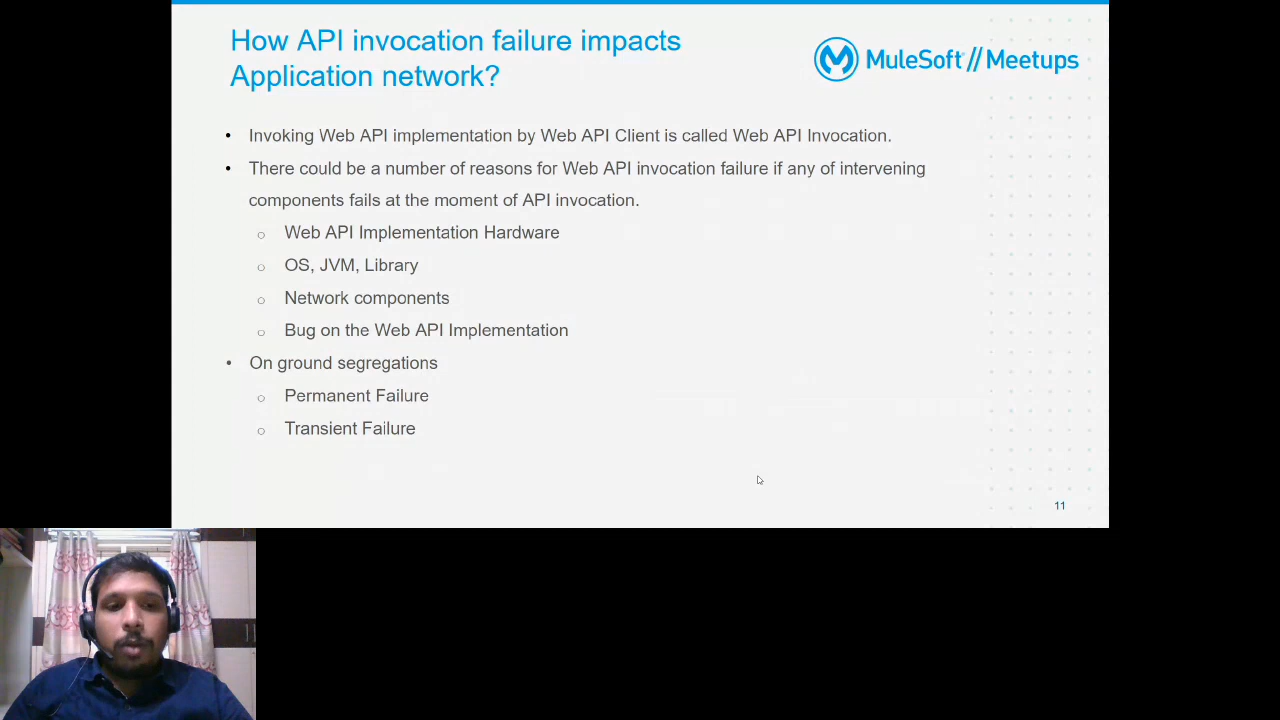 How API invocation failure impacts
Application network?
MuleSoft // Meetups
• Invoking Web API implementation by Web API Client is called Web API Invocation.
• There could be a number of reasons for Web API invocation failure if any of intervening
components fails at the moment of API invocation.
○ Web API Implementation Hardware
○ OS, JVM, Library
○ Network components
○ Bug on the Web API Implementation
• On ground segregations
○ Permanent Failure
○ Transient Failure
11